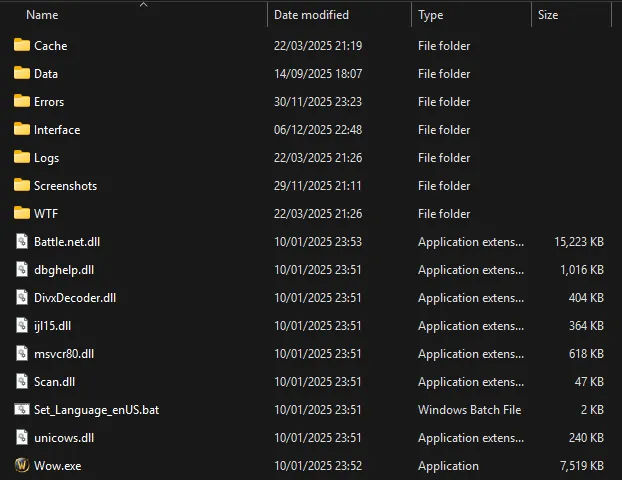 Name Date modified Type Size
Cache 22/03/2025 21:19 File folder
Data 14/09/2025 18:07 File folder
Errors 30/11/2025 23:23 File folder
Interface 06/12/2025 22:48 File folder
Logs 22/03/2025 21:26 File folder
Screenshots 29/11/2025 21:11 File folder
WTF 22/03/2025 21:26 File folder
Battle.net.dll 10/01/2025 23:53 Application extens... 15,223 KB
dbghelp.dll 10/01/2025 23:51 Application extens... 1,016 KB
DivxDecoder.dll 10/01/2025 23:51 Application extens... 404 KB
ijl15.dll 10/01/2025 23:51 Application extens... 364 KB
msvcr80.dll 10/01/2025 23:51 Application extens... 618 KB
Scan.dll 10/01/2025 23:51 Application extens... 47 KB
Set_Language_enUS.bat 10/01/2025 23:51 Windows Batch File 2 KB
unicows.dll 10/01/2025 23:51 Application extens... 240 KB
Wow.exe 10/01/2025 23:52 Application 7,519 KB